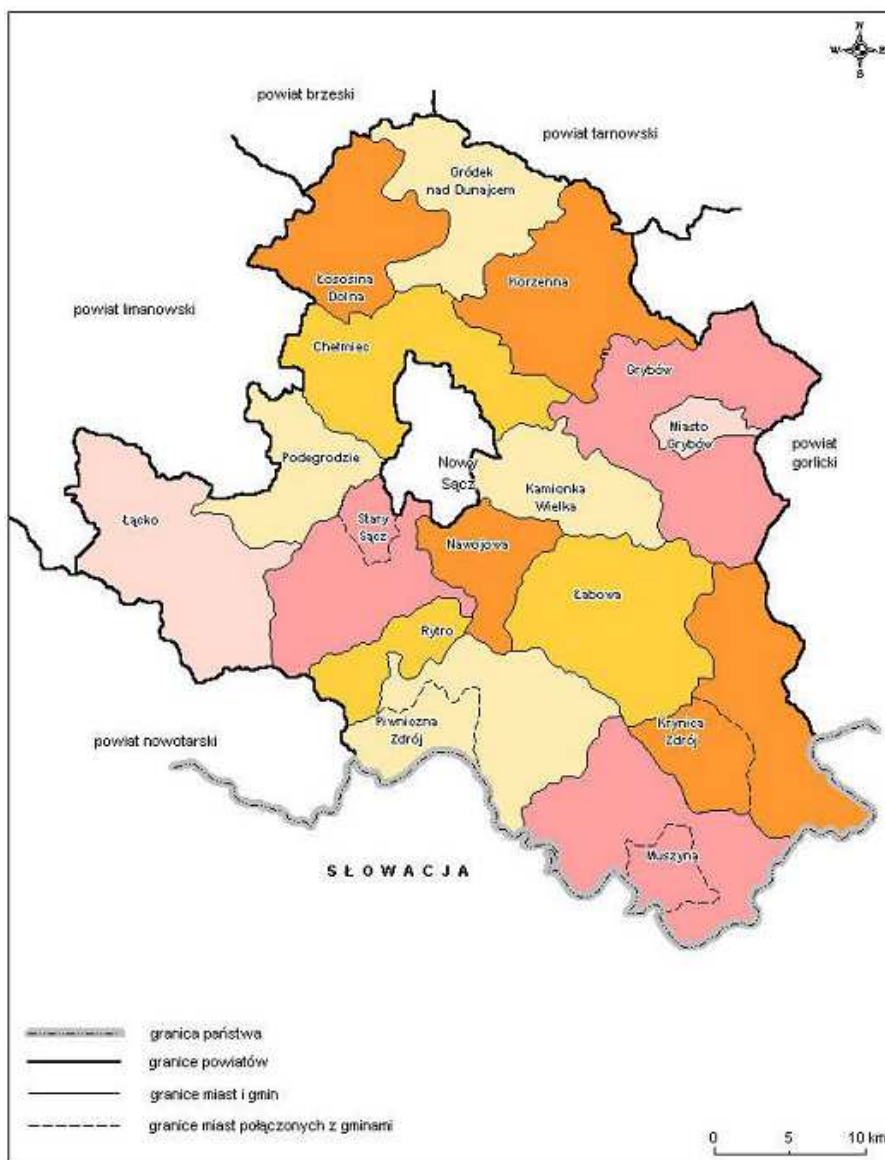 N
W E
S
powiat brzeski
powiat tarnowski
Gródek
nad Dunajcem
Łososina
Dolna
Korzenna
powiat limanowski
Chełmiec
Grybów
Miasto
Grybów
powiat
gorlicki
Podegrodzie
Nowy
Sącz
Kamionka
Wielka
Łącko
Stary
Sącz
Nawojowa
Łabowa
Rytro
powiat nowotarski
Piwniczna
Zdrój
Krynica
Zdrój
Muszyna
SŁOWACJA
granica państwa
granice powiatów
granice miast i gmin
granice miast połączonych z gminami
0 5 10 km